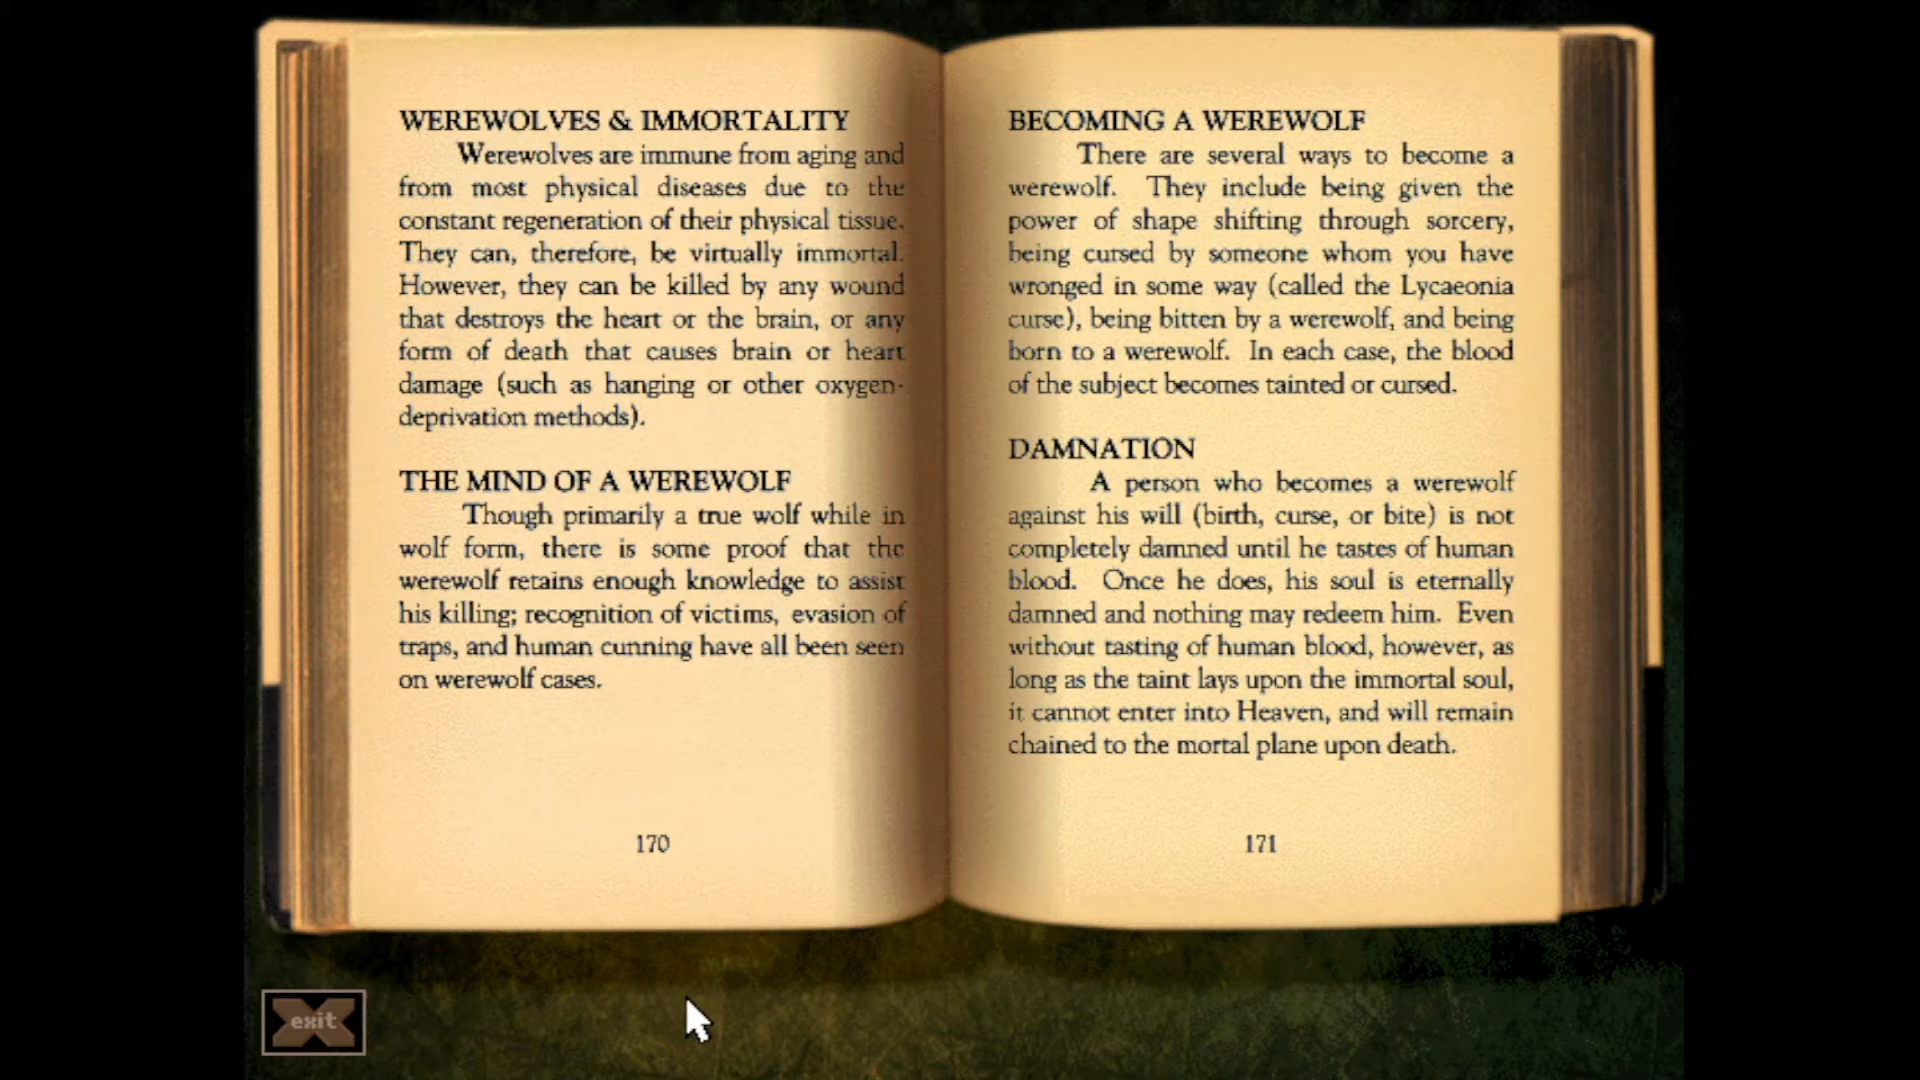 WEREWOLVES & IMMORTALITY
Werewolves are immune from aging and
from most physical diseases due to the
constant regeneration of their physical tissue.
They can, therefore, be virtually immortal.
However, they can be killed by any wound
that destroys the heart or the brain, or any
form of death that causes brain or heart
damage (such as hanging or other oxygen-
deprivation methods).
THE MIND OF A WEREWOLF
Though primarily a true wolf while in
wolf form, there is some proof that the
werewolf retains enough knowledge to assist
his killing; recognition of victims, evasion of
traps, and human cunning have all been seen
on werewolf cases.
170
BECOMING A WEREWOLF
There are several ways to become a
werewolf. They include being given the
power of shape shifting through sorcery,
being cursed by someone whom you have
wronged in some way (called the Lycaeonia
curse), being bitten by a werewolf, and being
born to a werewolf. In each case, the blood
of the subject becomes tainted or cursed.
DAMNATION
A person who becomes a werewolf
against his will (birth, curse, or bite) is not
completely damned until he tastes of human
blood. Once he does, his soul is eternally
damned and nothing may redeem him. Even
without tasting of human blood, however, as
long as the taint lays upon the immortal soul,
it cannot enter into Heaven, and will remain
chained to the mortal plane upon death.
171
exit